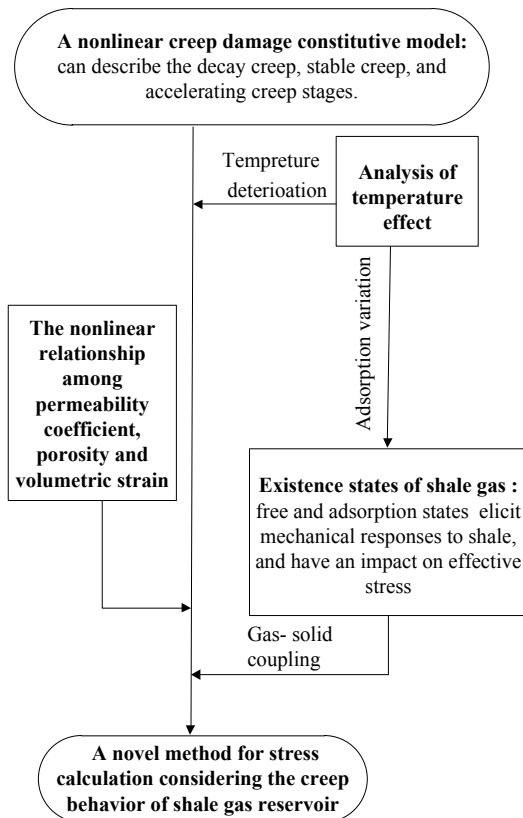 A nonlinear creep damage constitutive model:
can describe the decay creep, stable creep, and
accelerating creep stages.
Tempreture
deterioation
Analysis of
temperature
effect
Adsorption variation
The nonlinear
relationship
among
permeability
coefficient,
porosity and
volumetric strain
Existence states of shale gas :
free and adsorption states elicit
mechanical responses to shale,
and have an impact on effective
stress
Gas- solid
coupling
A novel method for stress
calculation considering the creep
behavior of shale gas reservoir